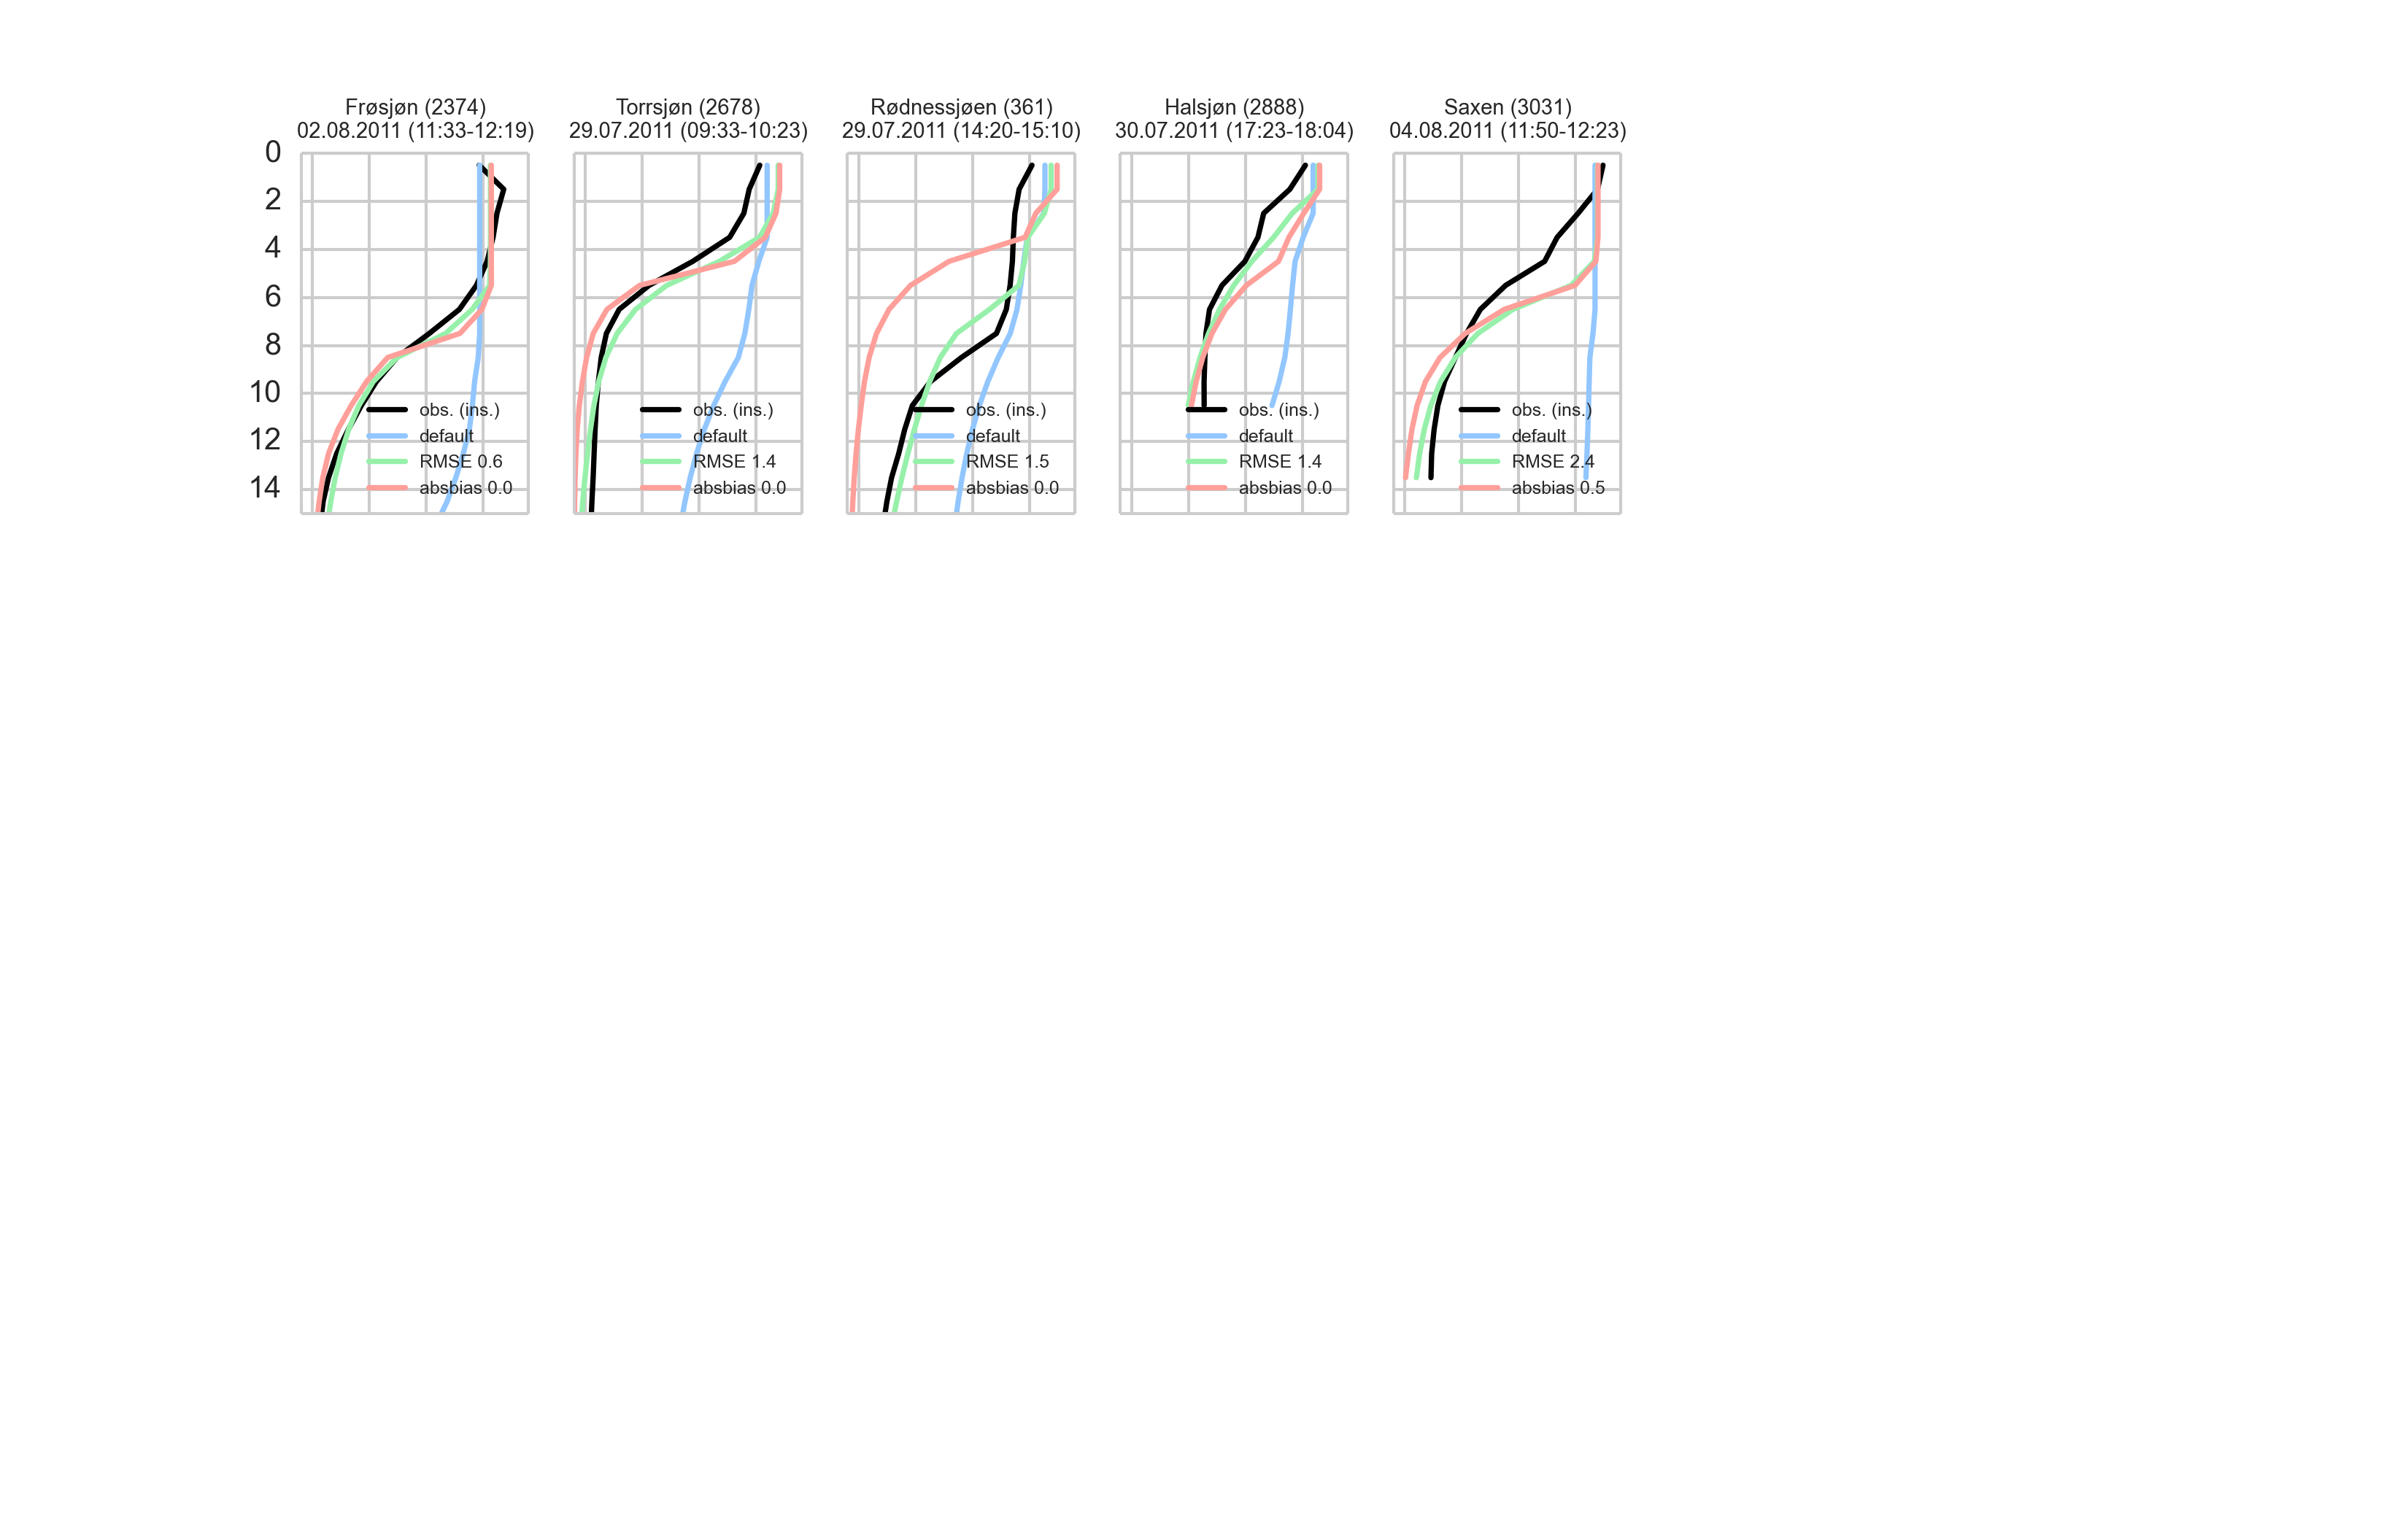 Frøsjøn (2374)
02.08.2011 (11:33-12:19)
Torrsjøn (2678)
29.07.2011 (09:33-10:23)
Rødnessjøen (361)
29.07.2011 (14:20-15:10)
Halsjøn (2888)
30.07.2011 (17:23-18:04)
Saxen (3031)
04.08.2011 (11:50-12:23)
0
2
4
6
8
10
12
14
obs. (ins.)
default
RMSE 0.6
absbias 0.0
obs. (ins.)
default
RMSE 1.4
absbias 0.0
obs. (ins.)
default
RMSE 1.5
absbias 0.0
obs. (ins.)
default
RMSE 1.4
absbias 0.0
obs. (ins.)
default
RMSE 2.4
absbias 0.5